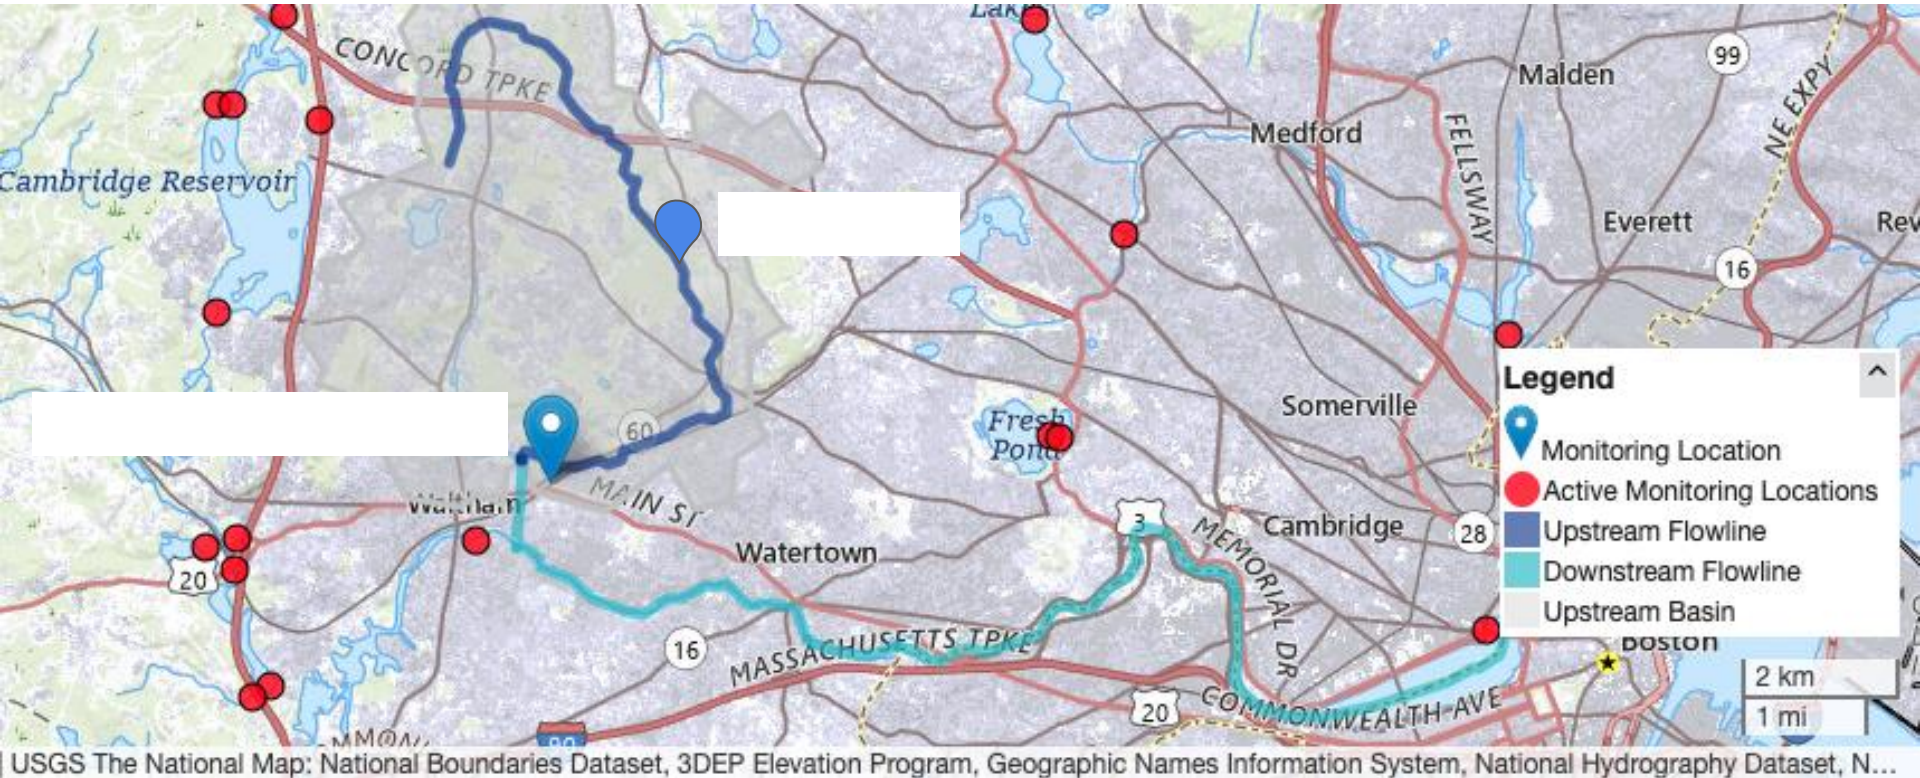 Lake
CONCORD TPKE
99
Malden
NE EXPY
Medford
FELLSWAY
Cambridge Reservoir
Everett
Rev
16
60
Fresh
Pond
Somerville
Legend
Monitoring Location
Active Monitoring Locations
Upstream Flowline
Downstream Flowline
Upstream Basin
Waltham
MAIN ST
3
MEMORIAL DR
Cambridge
28
Watertown
20
16
MASSACHUSETTS TPKE
Boston
2 km
1 mi
20
COMMONWEALTH AVE
90
USGS The National Map: National Boundaries Dataset, 3DEP Elevation Program, Geographic Names Information System, National Hydrography Dataset, N...